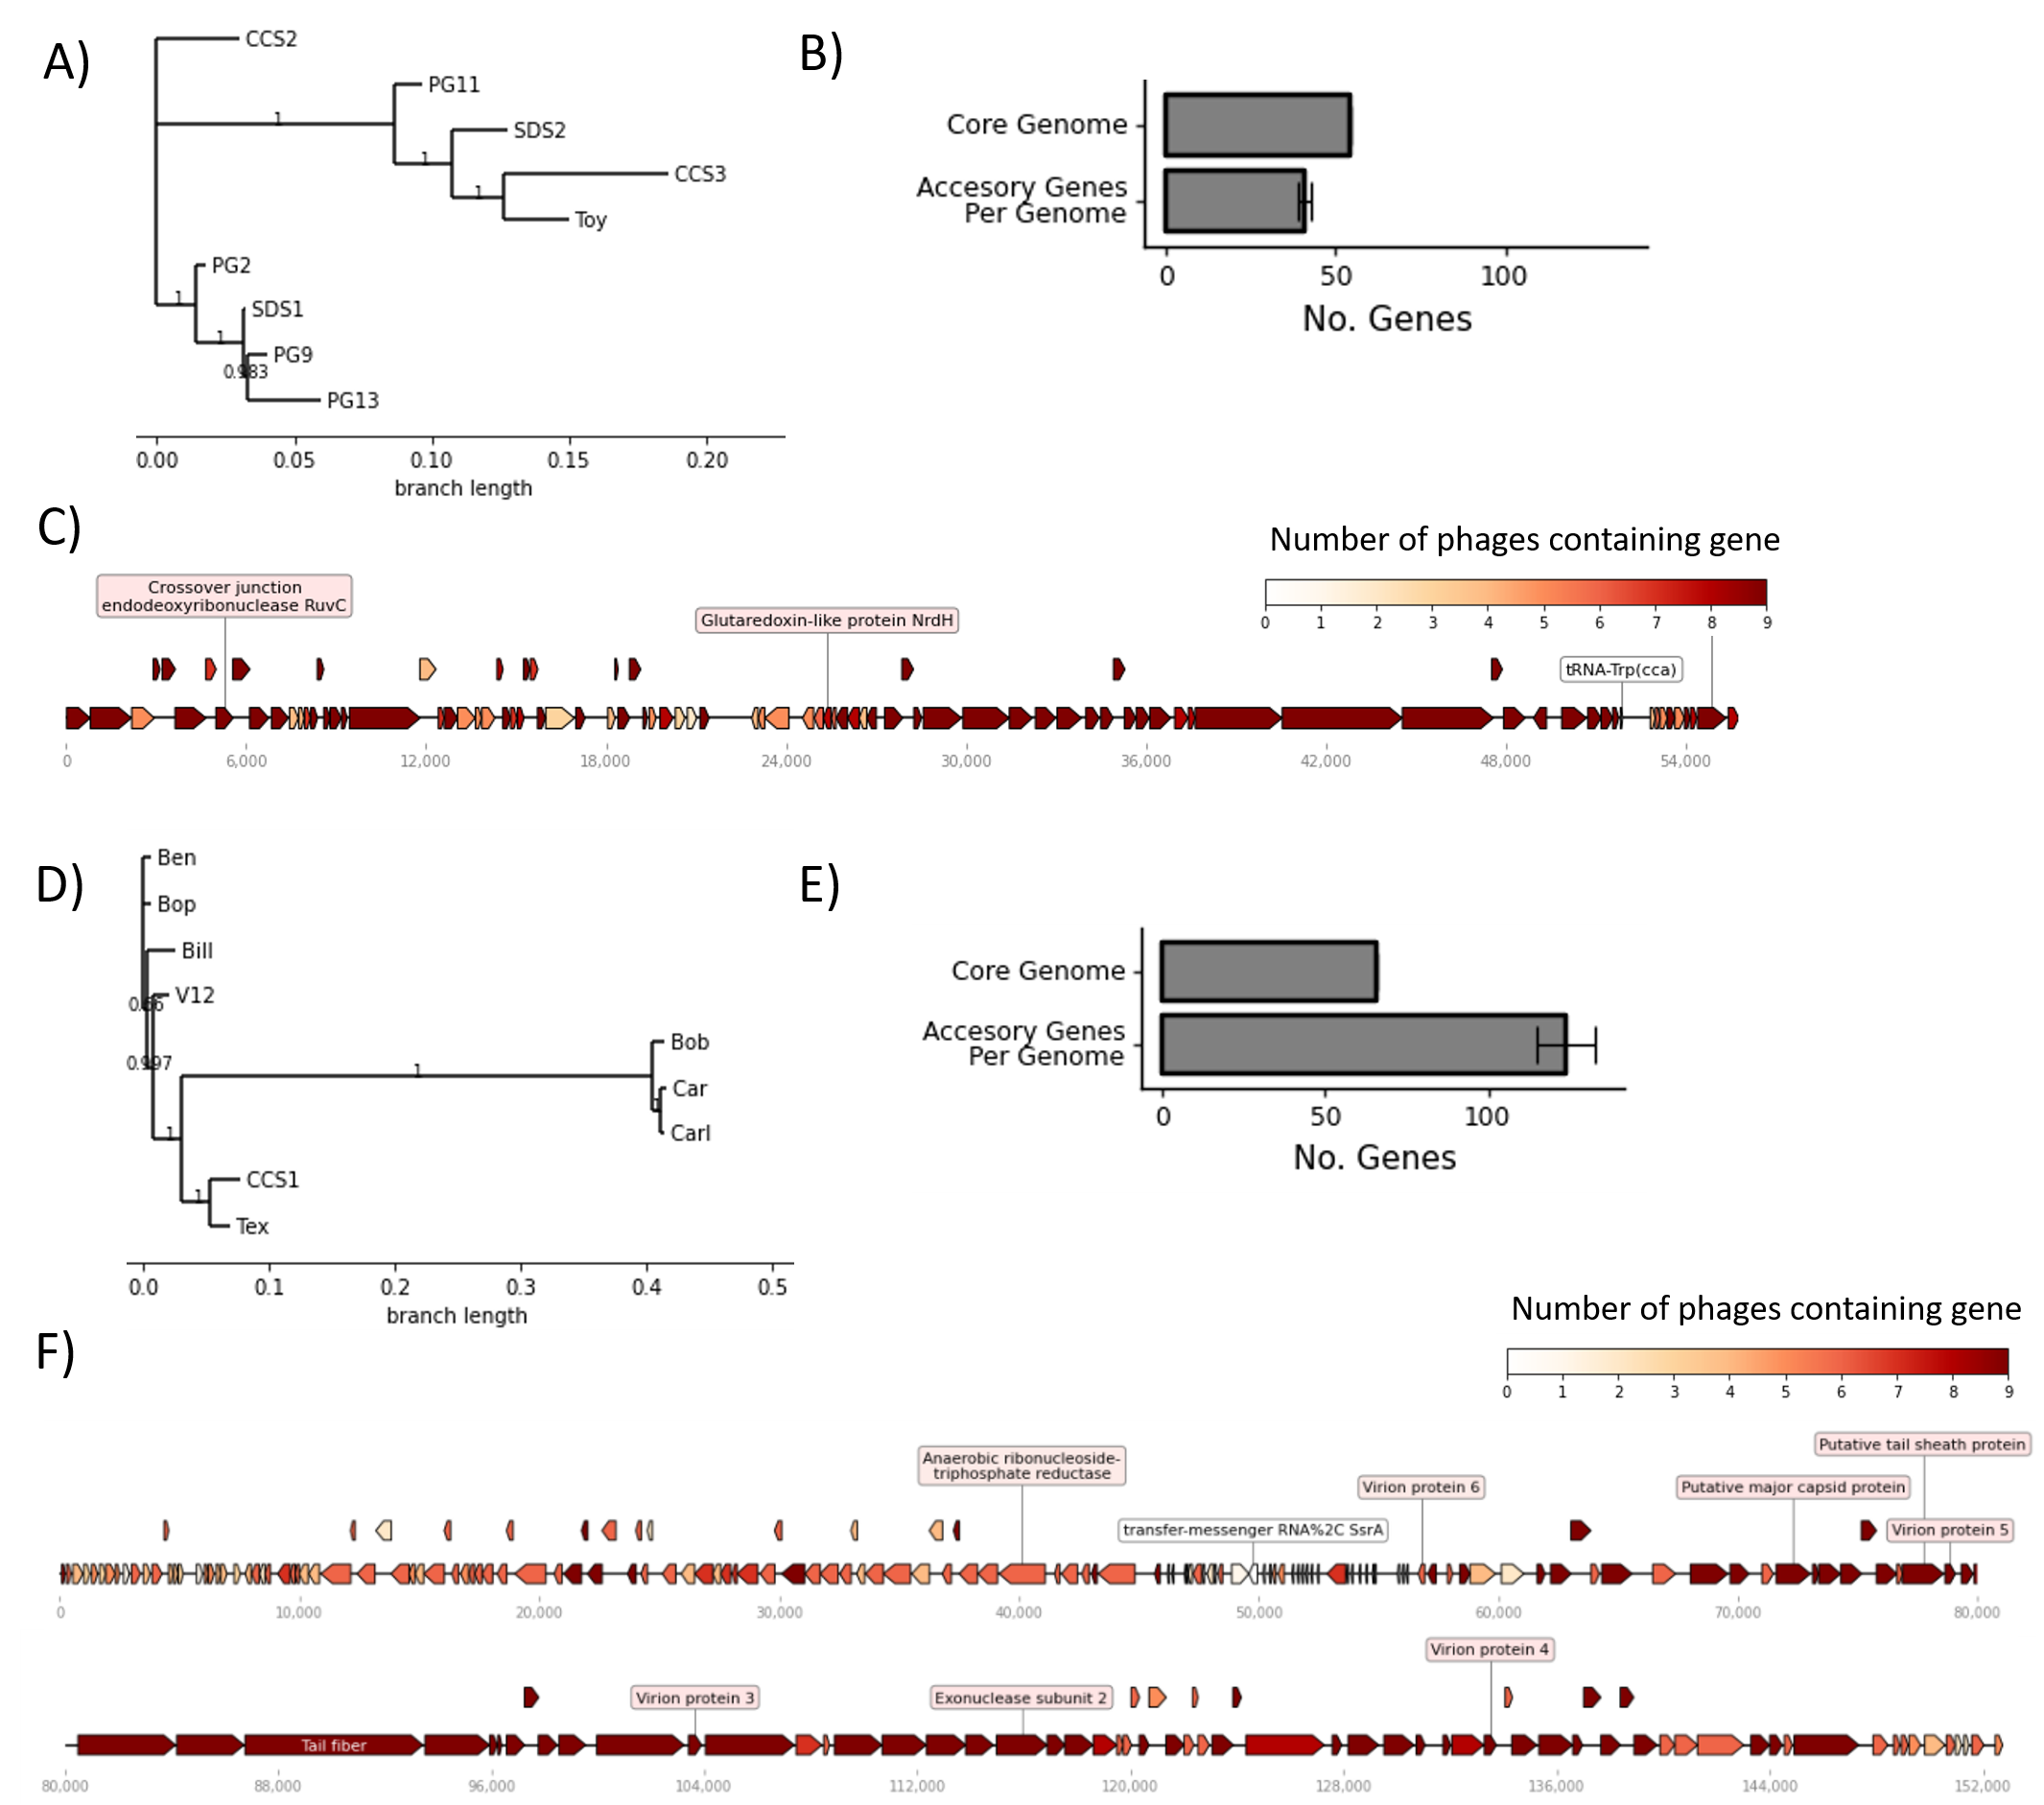 A)
CCS2
PG11
1
SDS2
1
CCS3
1
Toy
PG2
1
SDS1
1
PG9
0.983
PG13
0.00 0.05 0.10 0.15 0.20
branch length
B)
Core Genome
Accesory Genes
Per Genome
0 50 100
No. Genes
C)
Number of phages containing gene
0 1 2 3 4 5 6 7 8 9
Crossover junction
endodeoxyribonuclease RuvC
Glutaredoxin-like protein NrdH
tRNA-Trp(cca)
0 6,000 12,000 18,000 24,000 30,000 36,000 42,000 48,000 54,000
D)
Ben
Bop
Bill
V12
Bob
0.997
1
Car
1
Carl
1
CCS1
1
Tex
0.0 0.1 0.2 0.3 0.4 0.5
branch length
E)
Core Genome
Accesory Genes
Per Genome
0 50 100
No. Genes
F)
Number of phages containing gene
0 1 2 3 4 5 6 7 8 9
Putative tail sheath protein
Anaerobic ribonucleoside-
triphosphate reductase
Virion protein 6
Putative major capsid protein
transfer-messenger RNA%2C SsrA
Virion protein 5
0 10,000 20,000 30,000 40,000 50,000 60,000 70,000 80,000
Virion protein 4
Virion protein 3
Exonuclease subunit 2
Tail fiber
80,000 88,000 96,000 104,000 112,000 120,000 128,000 136,000 144,000 152,000